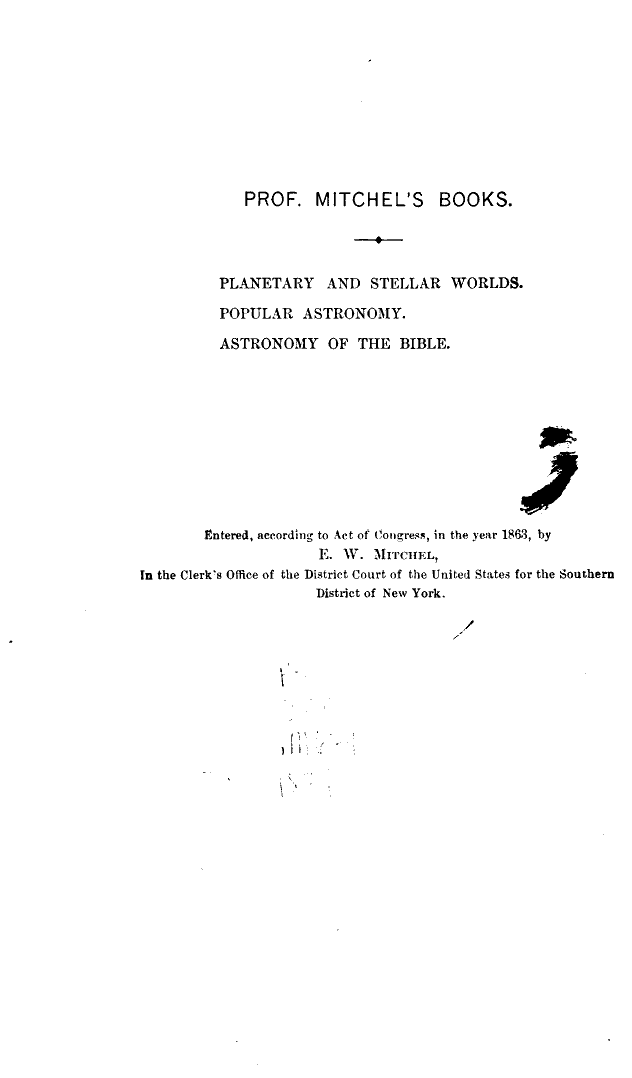 PROF. MITCHEL'S BOOKS.
PLANETARY AND STELLAR WORLDS.
POPULAR ASTRONOMY.
ASTRONOMY OF THE BIBLE.
Entered, according to Act of Congress, in the year 1863, by
E. W. MITCHEL,
In the Clerk's Office of the District Court of the United States for the Southern
District of New York.